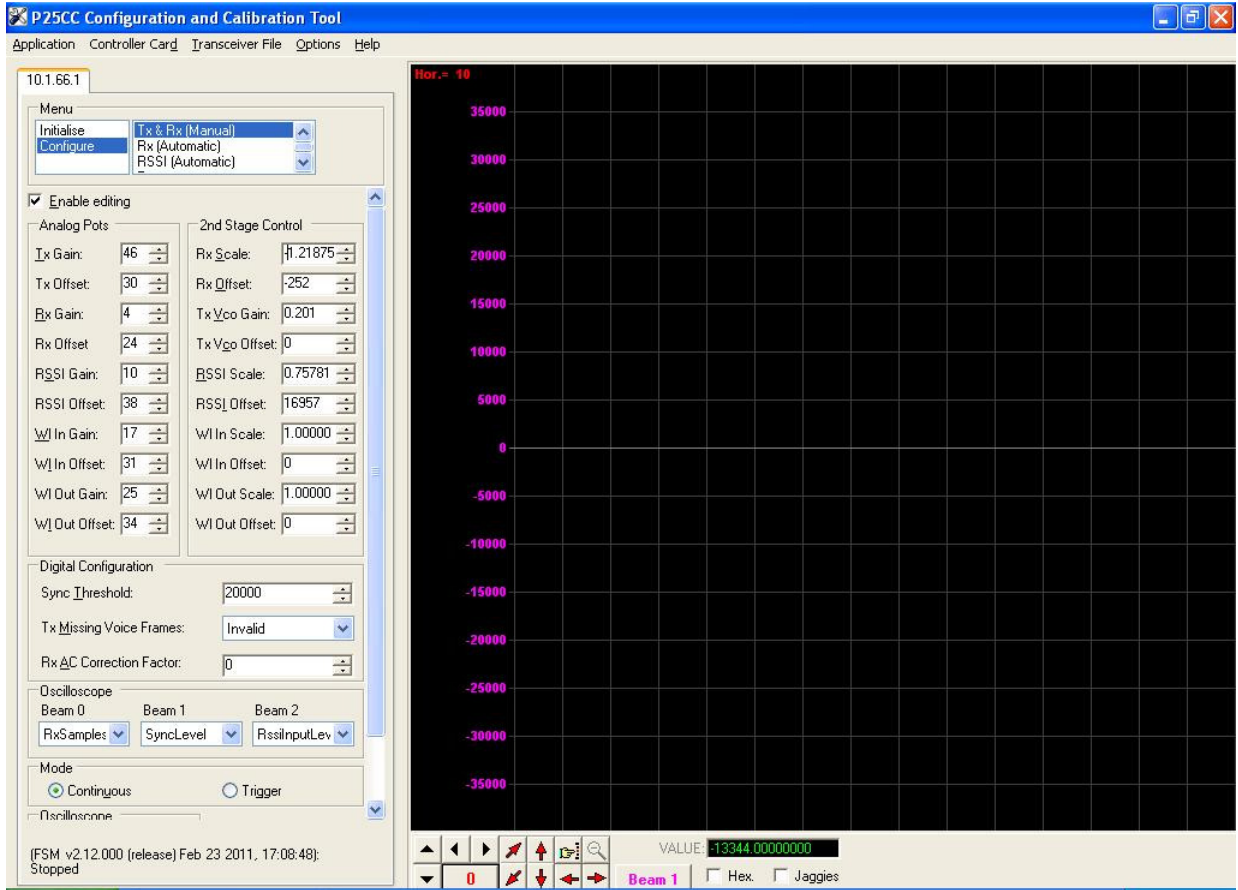 P25CC Configuration and Calibration Tool
Application Controller Card Transceiver File Options Help
10.1.66.1
Menu
Initialise
Configure
Tx & Rx (Manual)
Rx (Automatic)
RSSI (Automatic)
Enable editing
Analog Pots
Tx Gain: 46
Tx Offset: 30
Rx Gain: 4
Rx Offset 24
RSSI Gain: 10
RSSI Offset: 38
WI In Gain: 17
WI In Offset: 31
WI Out Gain: 25
WI Out Offset: 34
2nd Stage Control
Rx Scale: -1.21875
Rx Offset: -252
Tx Vco Gain: 0.201
Tx Vco Offset: 0
RSSI Scale: 0.75781
RSSI Offset: 16957
WI In Scale: 1.00000
WI In Offset: 0
WI Out Scale: 1.00000
WI Out Offset: 0
Digital Configuration
Sync Threshold: 20000
Tx Missing Voice Frames: Invalid
Rx AC Correction Factor: 0
Oscilloscope
Beam 0 Beam 1 Beam 2
RxSamples SyncLevel RssiInputLev
Mode
Continuous Trigger
Oscilloscope
(FSM v2.12.000 (release) Feb 23 2011, 17:08:48):
Stopped
Hor.= 10
35000
30000
25000
20000
15000
10000
5000
0
-5000
-10000
-15000
-20000
-25000
-30000
-35000
VALUE: -13344.00000000
0 Beam 1 Hex. Jaggies